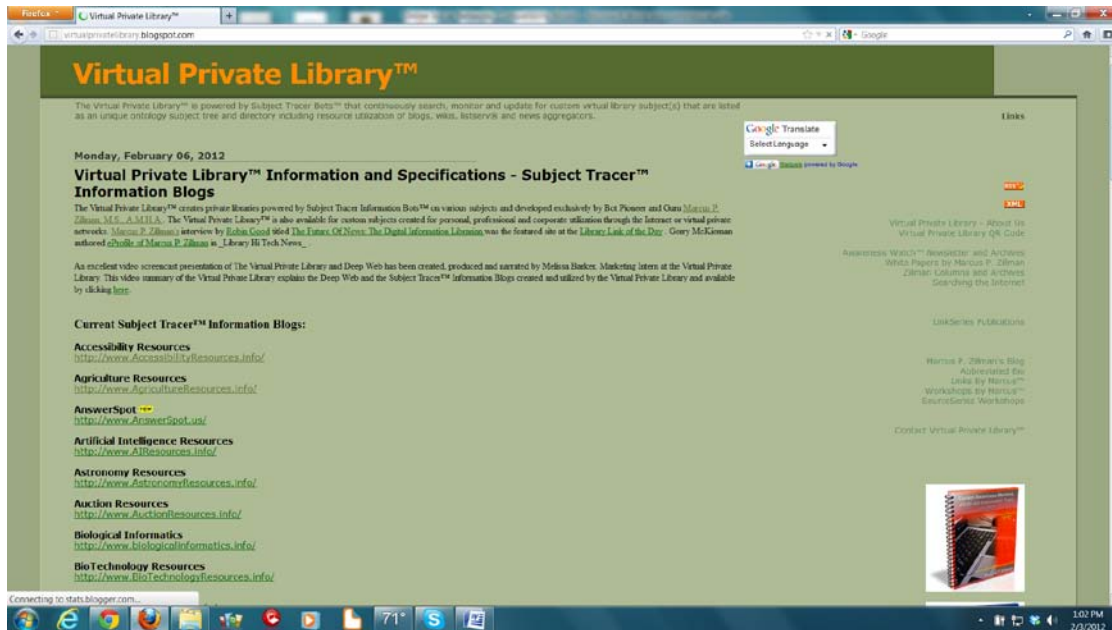 Firefox
Virtual Private Library™
virtualprivatelibrary.blogspot.com
Google
Virtual Private Library™
The Virtual Private Library™ is powered by Subject Tracer Bots™ that continuously search, monitor and update for custom virtual library subject(s) that are listed
as an unique ontology subject tree and directory including resource utilization of blogs, wikis, listservs and news aggregators.
Links
Google Translate
Select Language
Google Translate powered by Google
Monday, February 06, 2012
Virtual Private Library™ Information and Specifications - Subject Tracer™
Information Blogs
The Virtual Private Library™ creates private libraries powered by Subject Tracer Information Bots™ on various subjects and developed exclusively by Bot Pioneer and Guru Marcus P.
Zillman, M.S., A.M.H.A. The Virtual Private Library™ is also available for custom subjects created for personal, professional and corporate utilization through the Internet or virtual private
networks. Marcus P. Zillman's interview by Robin Good titled The Future Of News: The Digital Information Librarian was the featured site at the Library Link of the Day . Gerry McKiernan
authored eProfile of Marcus P. Zillman in _Library Hi Tech News_ .
An excellent video screencast presentation of The Virtual Private Library and Deep Web has been created, produced and narrated by Melissa Barker, Marketing Intern at the Virtual Private
Library. This video summary of the Virtual Private Library explains the Deep Web and the Subject Tracer™ Information Blogs created and utilized by the Virtual Private Library and available
by clicking here.
Current Subject Tracer™ Information Blogs:
Accessibility Resources
http://www.AccessibilityResources.info/
Agriculture Resources
http://www.AgricultureResources.info/
AnswerSpot NEW
http://www.AnswerSpot.us/
Artificial Intelligence Resources
http://www.AIResources.info/
Astronomy Resources
http://www.AstronomyResources.info/
Auction Resources
http://www.AuctionResources.info/
Biological Informatics
http://www.biologicalinformatics.info/
BioTechnology Resources
http://www.BioTechnologyResources.info/
RSS
XML
Virtual Private Library - About Us
Virtual Private Library QR Code
Awareness Watch™ Newsletter and Archives
White Papers by Marcus P. Zillman
Zillman Columns and Archives
Searching the Internet
LinkSeries Publications
Marcus P. Zillman's Blog
Abbreviated Bio
Links By Marcus™
Workshops By Marcus™
SourceSeries Workshops
Contact Virtual Private Library™
Connecting to stats.blogger.com...
71°
1:02 PM
2/3/2012